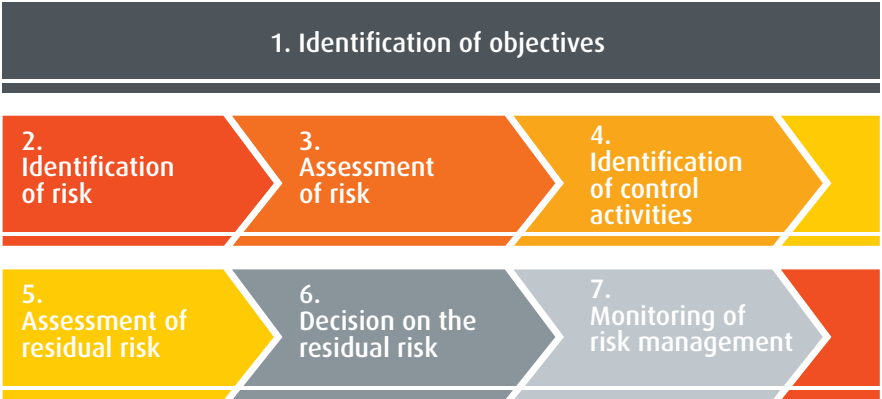 1. Identification of objectives
2.
Identification
of risk
3.
Assessment
of risk
4.
Identification
of control
activities
5.
Assessment of
residual risk
6.
Decision on the
residual risk
7.
Monitoring of
risk management